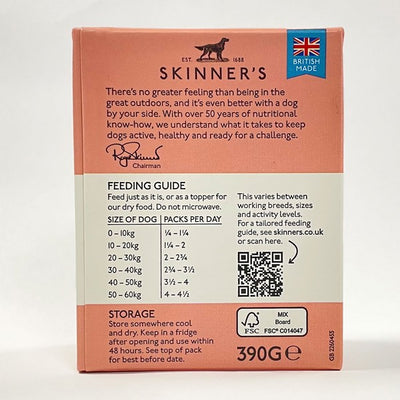 EST. 1688
SKINNER'S
BRITISH
MADE
There's no greater feeling than being in the
great outdoors, and it's even better with a dog
by your side. With over 50 years of nutritional
know-how, we understand what it takes to keep
dogs active, healthy and ready for a challenge.
Chairman
FEEDING GUIDE
Feed just as it is, or as a topper for
our dry food. Do not microwave.
SIZE OF DOG PACKS PER DAY
0 – 10kg ¼ – 1¼
10 – 20kg 1¼ – 2
20 – 30kg 2 – 2¾
30 – 40kg 2¾ – 3½
40 – 50kg 3½ – 4
50 – 60kg 4 – 4½
This varies between
working breeds, sizes
and activity levels.
For a tailored feeding
guide, see skinners.co.uk
or scan here.
STORAGE
Store somewhere cool
and dry. Keep in a fridge
after opening and use within
48 hours. See top of pack
for best before date.
FSC
MIX
Board
FSC® C014047
390G℮
GB 2260453